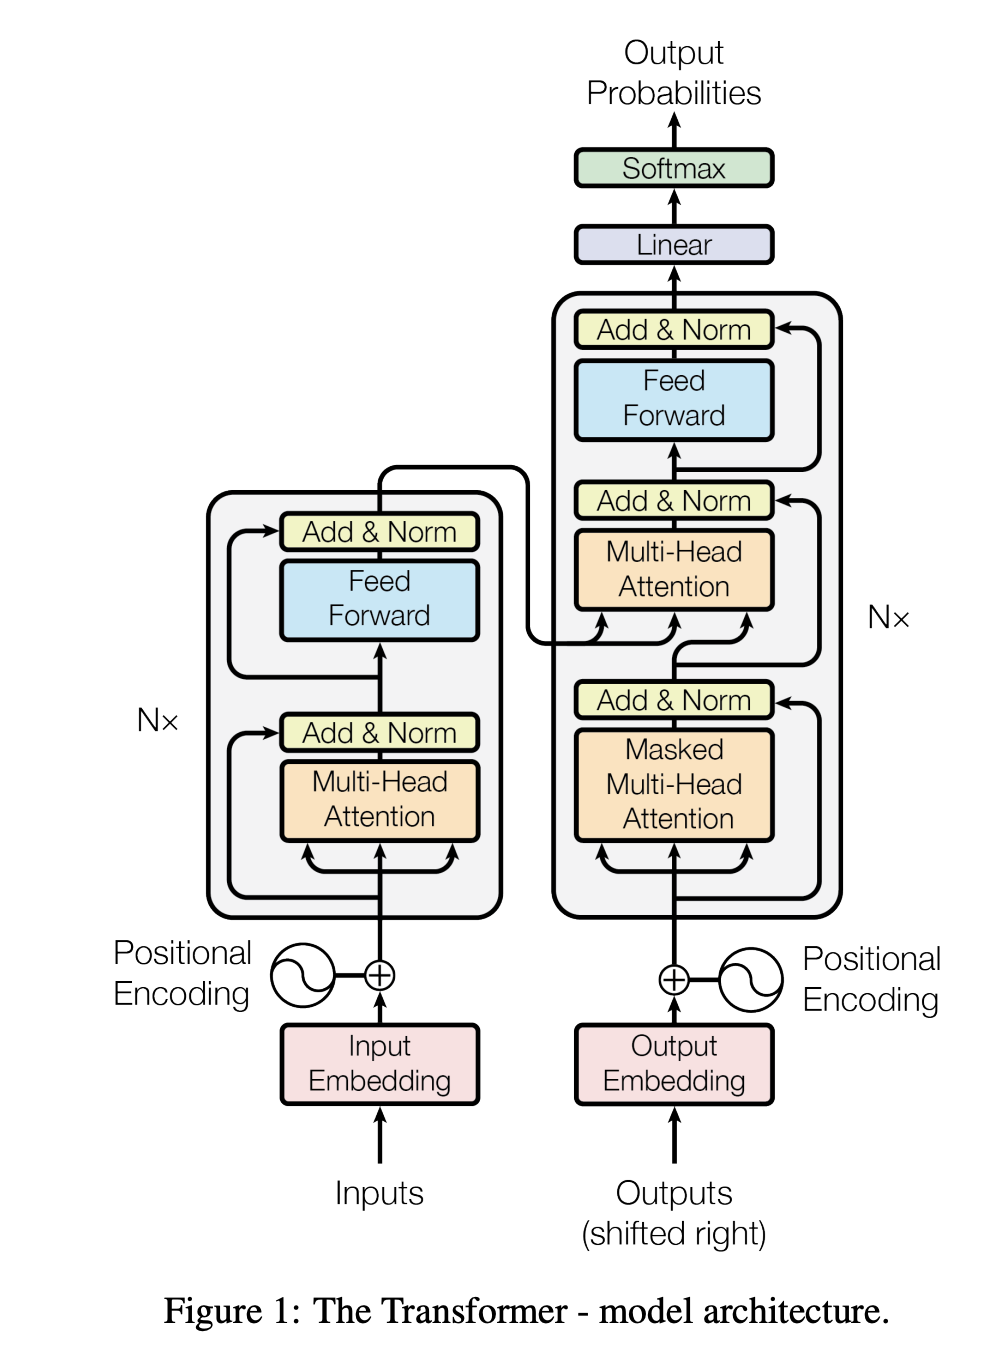 Output
Probabilities
Softmax
Linear
Add & Norm
Feed
Forward
Add & Norm
Multi-Head
Attention
Add & Norm
Masked
Multi-Head
Attention
N×
Add & Norm
Feed
Forward
Add & Norm
Multi-Head
Attention
N×
Positional
Encoding
Positional
Encoding
Input
Embedding
Output
Embedding
Inputs
Outputs
(shifted right)
Figure 1: The Transformer - model architecture.